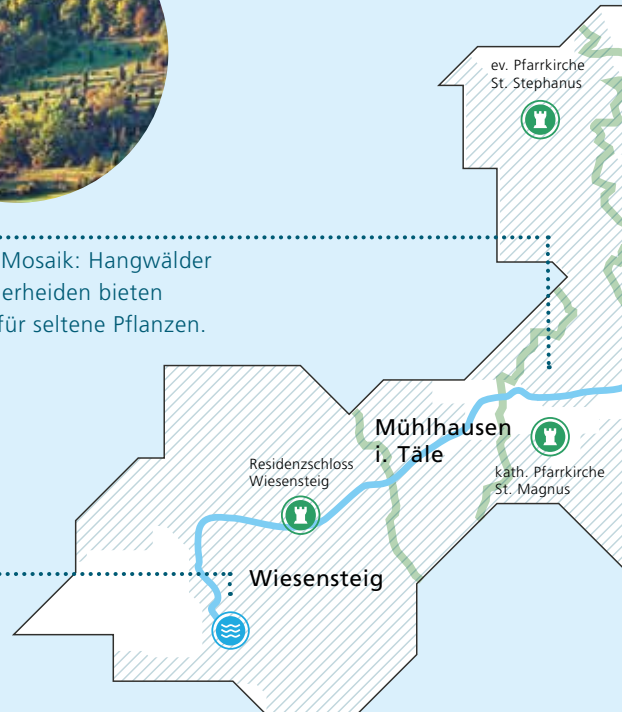 ev. Pfarrkirche
St. Stephanus
Mosaik: Hangwälder
erheiden bieten
für seltene Pflanzen.
Mühlhausen
i. Täle
Residenzschloss
Wiesensteig
kath. Pfarrkirche
St. Magnus
Wiesensteig